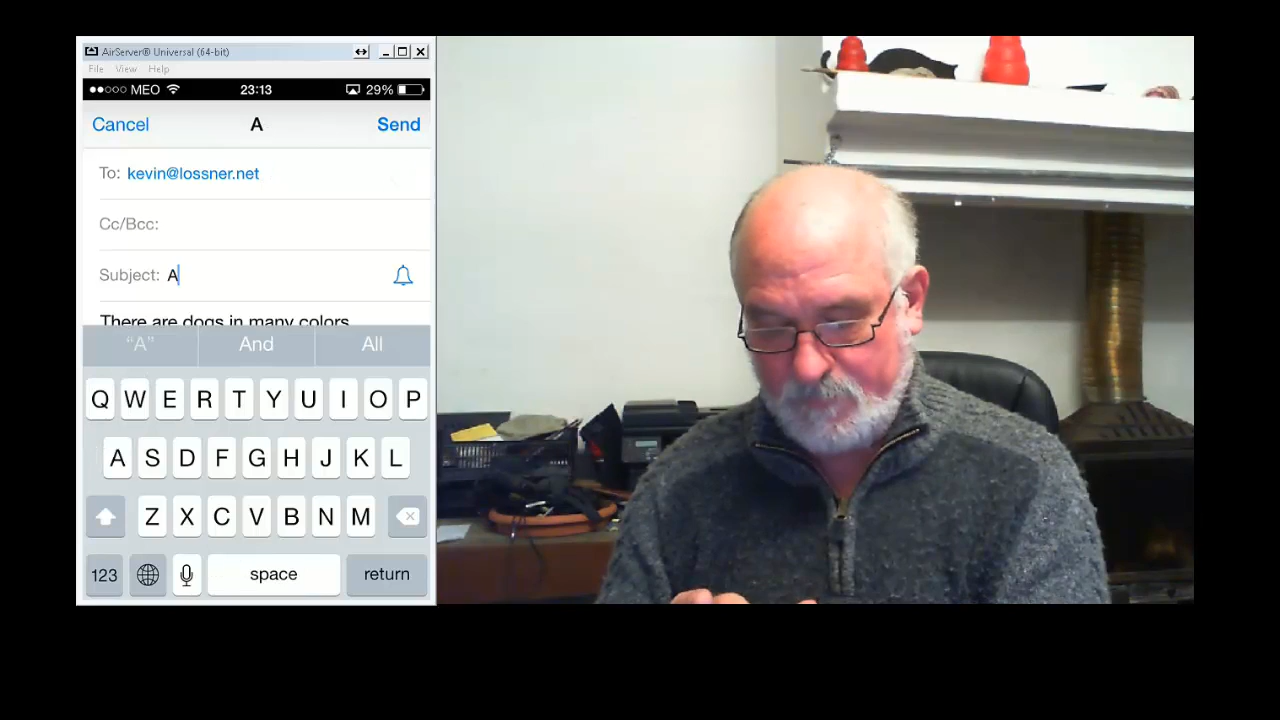 AirServer® Universal (64-bit)
File View Help
MEO 23:13 29%
Cancel A Send
To: kevin@lossner.net
Cc/Bcc:
Subject: A
There are dogs in many colors
“A” And All
Q W E R T Y U I O P
A S D F G H J K L
Z X C V B N M
123 space return